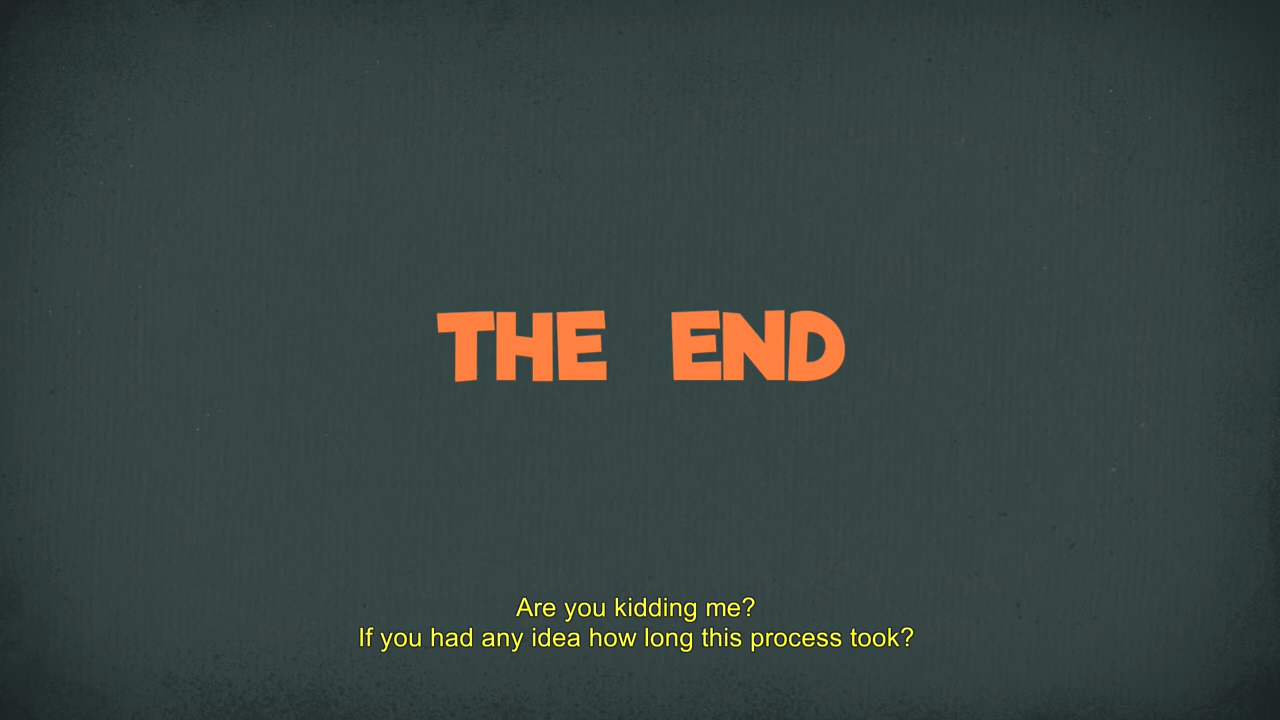 THE END
Are you kidding me?
If you had any idea how long this process took?